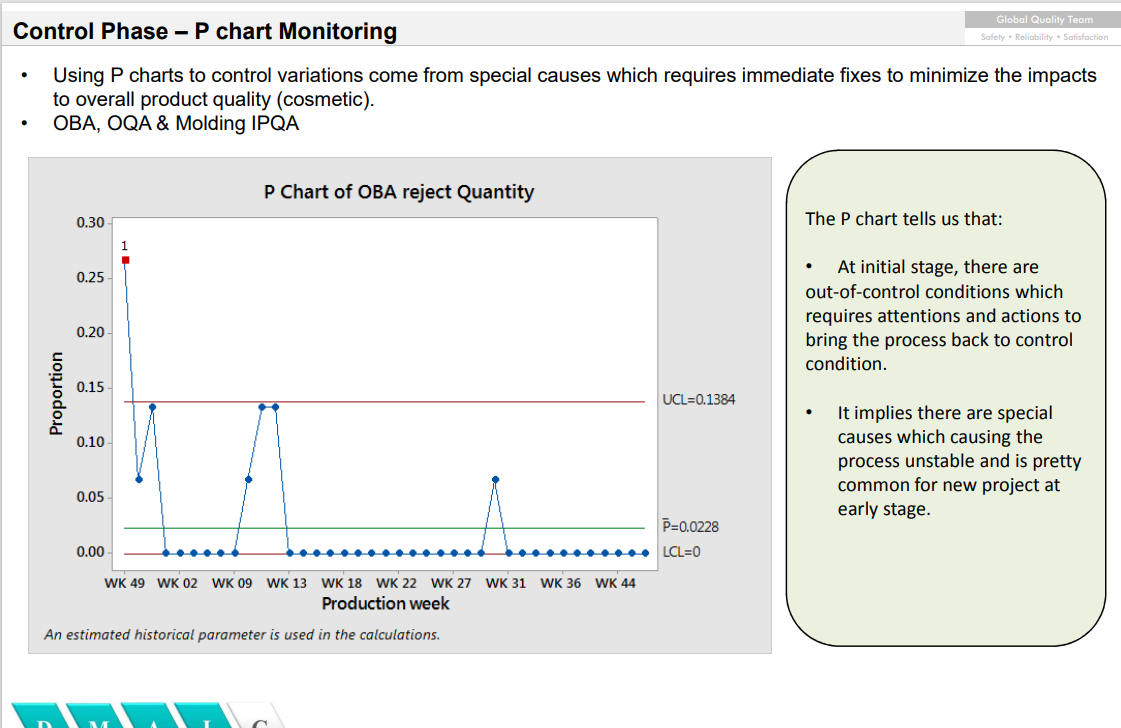 Control Phase – P chart Monitoring
Global Quality Team
Safety • Reliability • Satisfaction
• Using P charts to control variations come from special causes which requires immediate fixes to minimize the impacts
to overall product quality (cosmetic).
• OBA, OQA & Molding IPQA
P Chart of OBA reject Quantity
0.30
0.25
0.20
0.15
0.10
0.05
0.00
Proportion
1
UCL=0.1384
P̅=0.0228
LCL=0
WK 49 WK 02 WK 09 WK 13 WK 18 WK 22 WK 27 WK 31 WK 36 WK 44
Production week
An estimated historical parameter is used in the calculations.
The P chart tells us that:
• At initial stage, there are
out-of-control conditions which
requires attentions and actions to
bring the process back to control
condition.
• It implies there are special
causes which causing the
process unstable and is pretty
common for new project at
early stage.
D M A I C